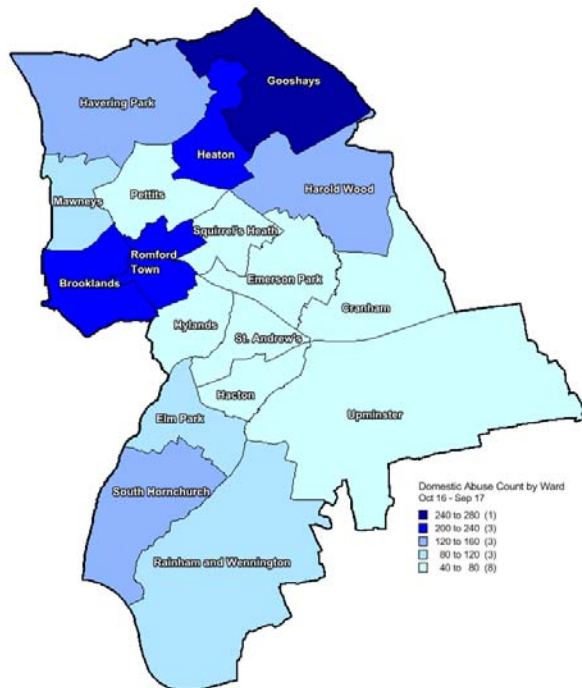 Gooshays
Havering Park
Heaton
Harold Wood
Pettits
Mawneys
Squirrel's Heath
Romford
Town
Emerson Park
Brooklands
Cranham
Hylands
St. Andrew's
Hacton
Upminster
Elm Park
South Hornchurch
Rainham and Wennington
Domestic Abuse Count by Ward
Oct 16 - Sep 17
240 to 280 (1)
200 to 240 (3)
120 to 160 (3)
80 to 120 (3)
40 to 80 (8)